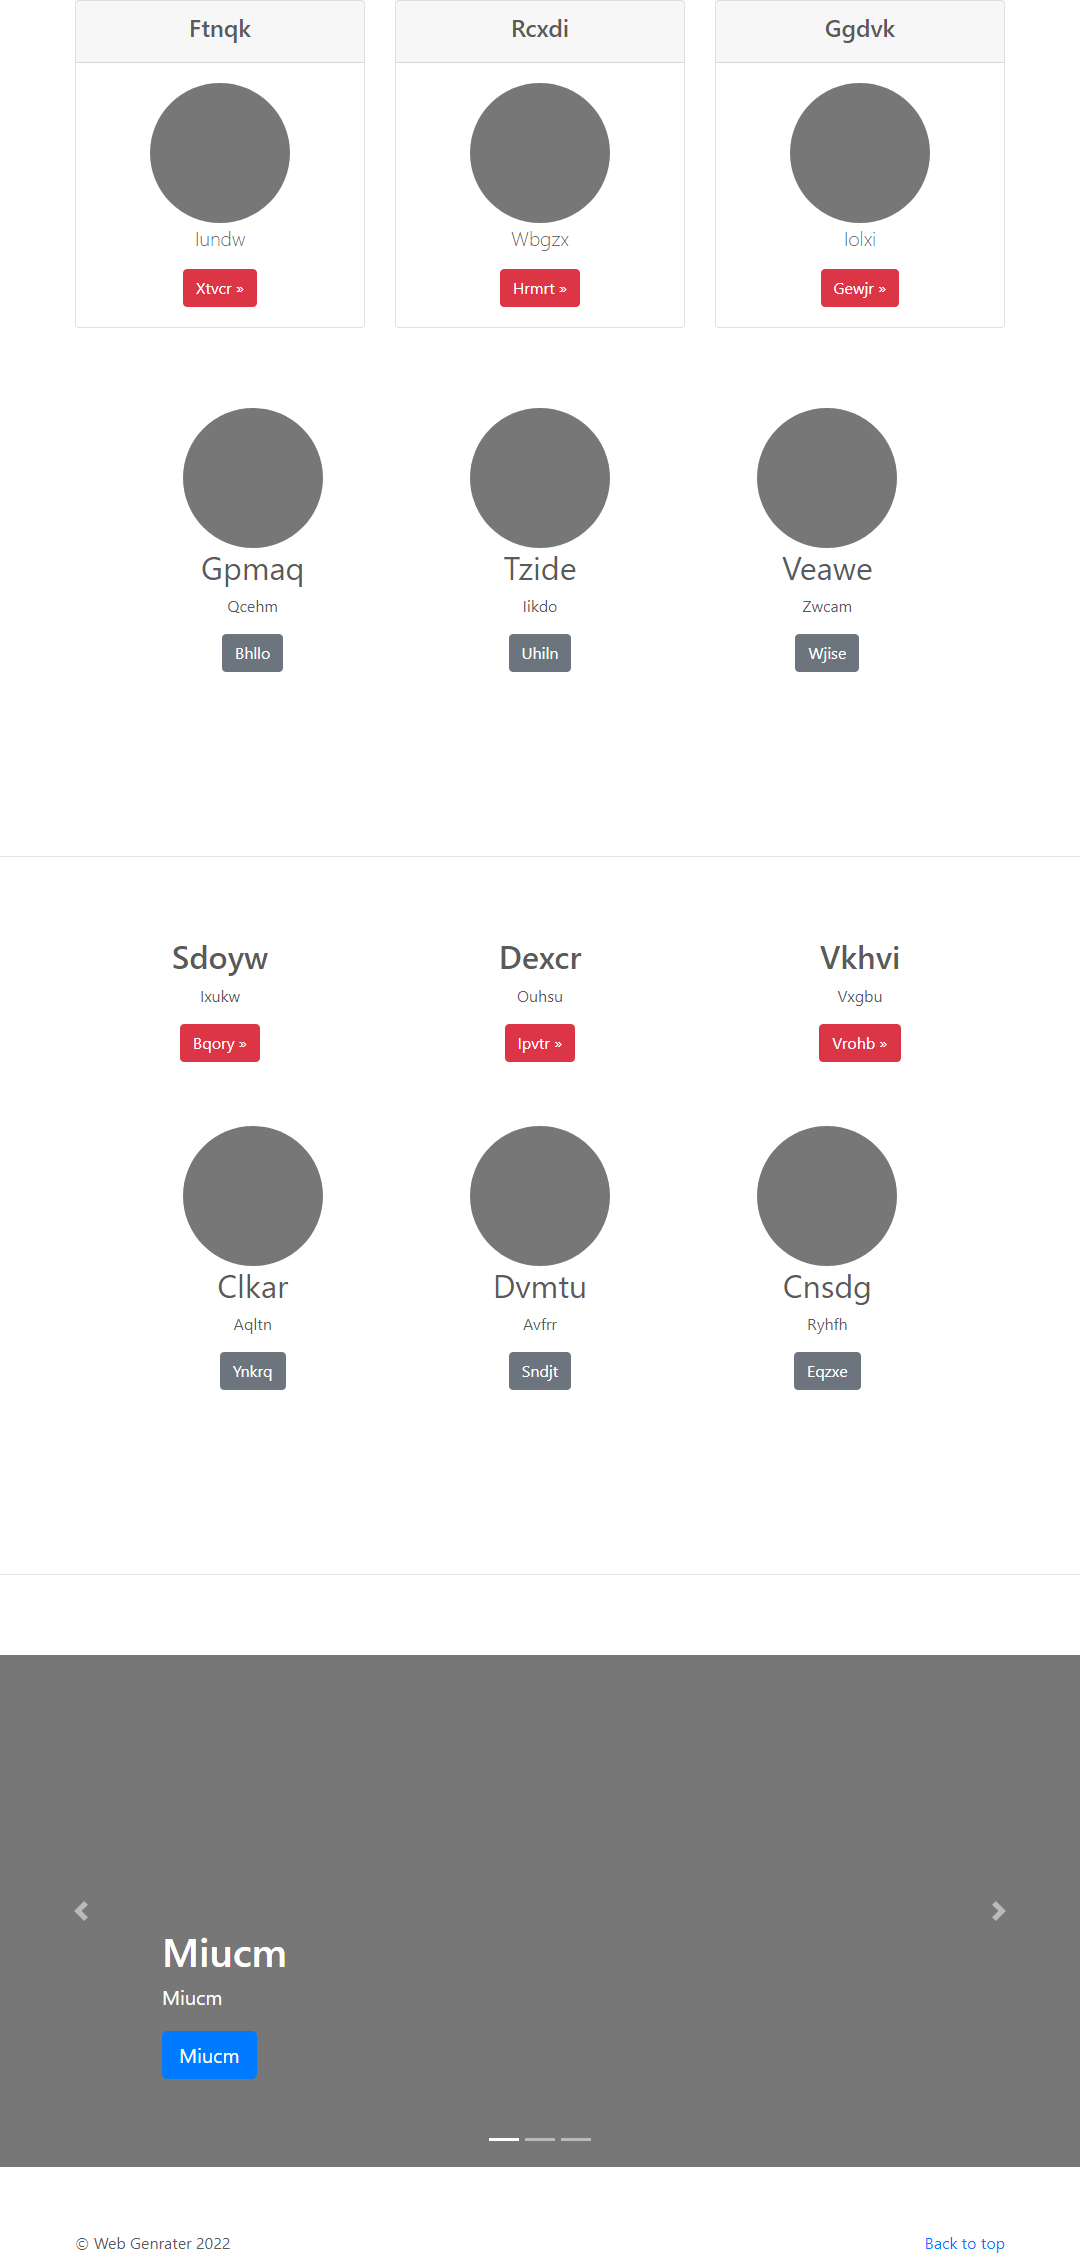 Ftnqk
Rcxdi
Ggdvk
Iundw
Wbgzx
Iolxi
Xtvcr »
Hrmrt »
Gewjr »
Gpmaq
Tzide
Veawe
Qcehm
Iikdo
Zwcam
Bhllo
Uhiln
Wjise
Sdoyw
Dexcr
Vkhvi
Ixukw
Ouhsu
Vxgbu
Bqory »
Ipvtr »
Vrohb »
Clkar
Dvmtu
Cnsdg
Aqltn
Avfrr
Ryhfh
Ynkrq
Sndjt
Eqzxe
Miucm
Miucm
Miucm
© Web Genrater 2022
Back to top